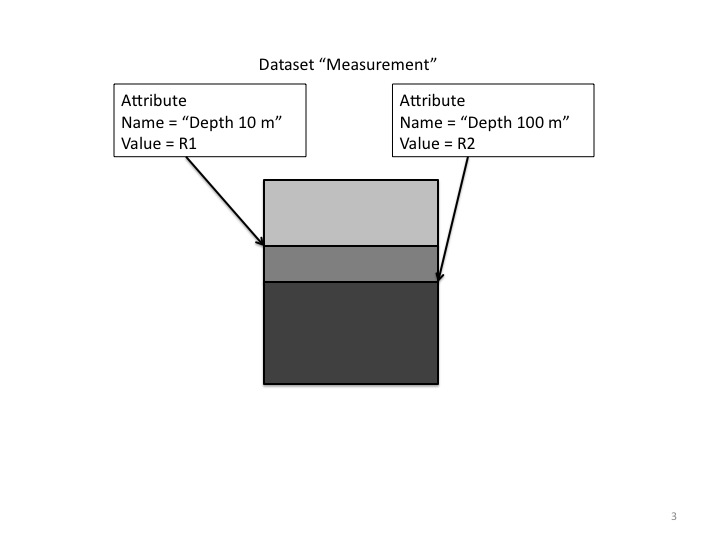 Dataset “Measurement”
Attribute
Name = “Depth 10 m”
Value = R1
Attribute
Name = “Depth 100 m”
Value = R2
3